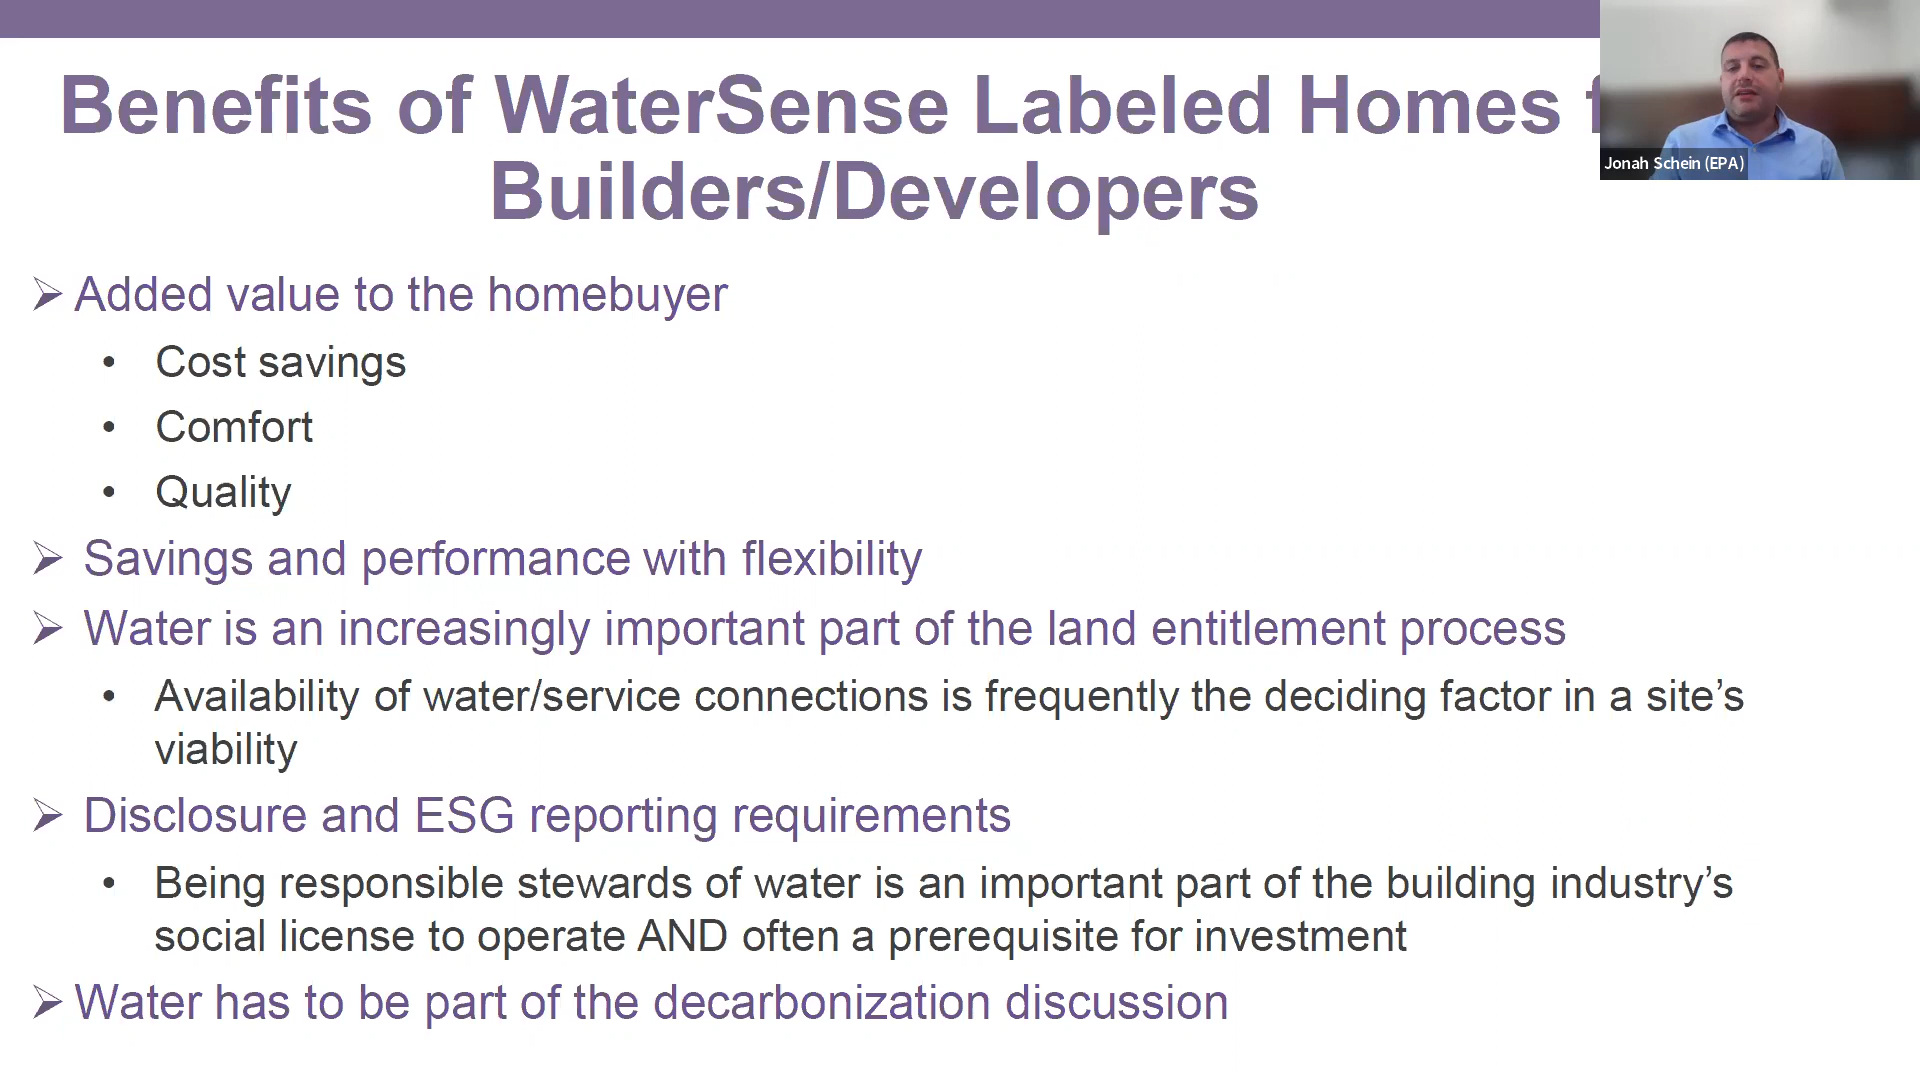 Benefits of WaterSense Labeled Homes f
Jonah Schein (EPA)
Builders/Developers
➢ Added value to the homebuyer
• Cost savings
• Comfort
• Quality
➢ Savings and performance with flexibility
➢ Water is an increasingly important part of the land entitlement process
• Availability of water/service connections is frequently the deciding factor in a site’s
viability
➢ Disclosure and ESG reporting requirements
• Being responsible stewards of water is an important part of the building industry’s
social license to operate AND often a prerequisite for investment
➢ Water has to be part of the decarbonization discussion